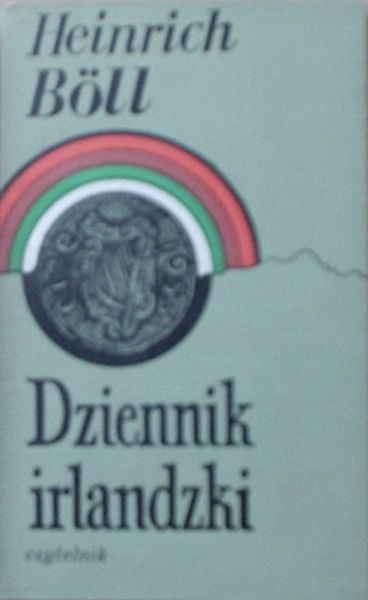 Heinrich
Böll
Dziennik
irlandzki
czytelnik